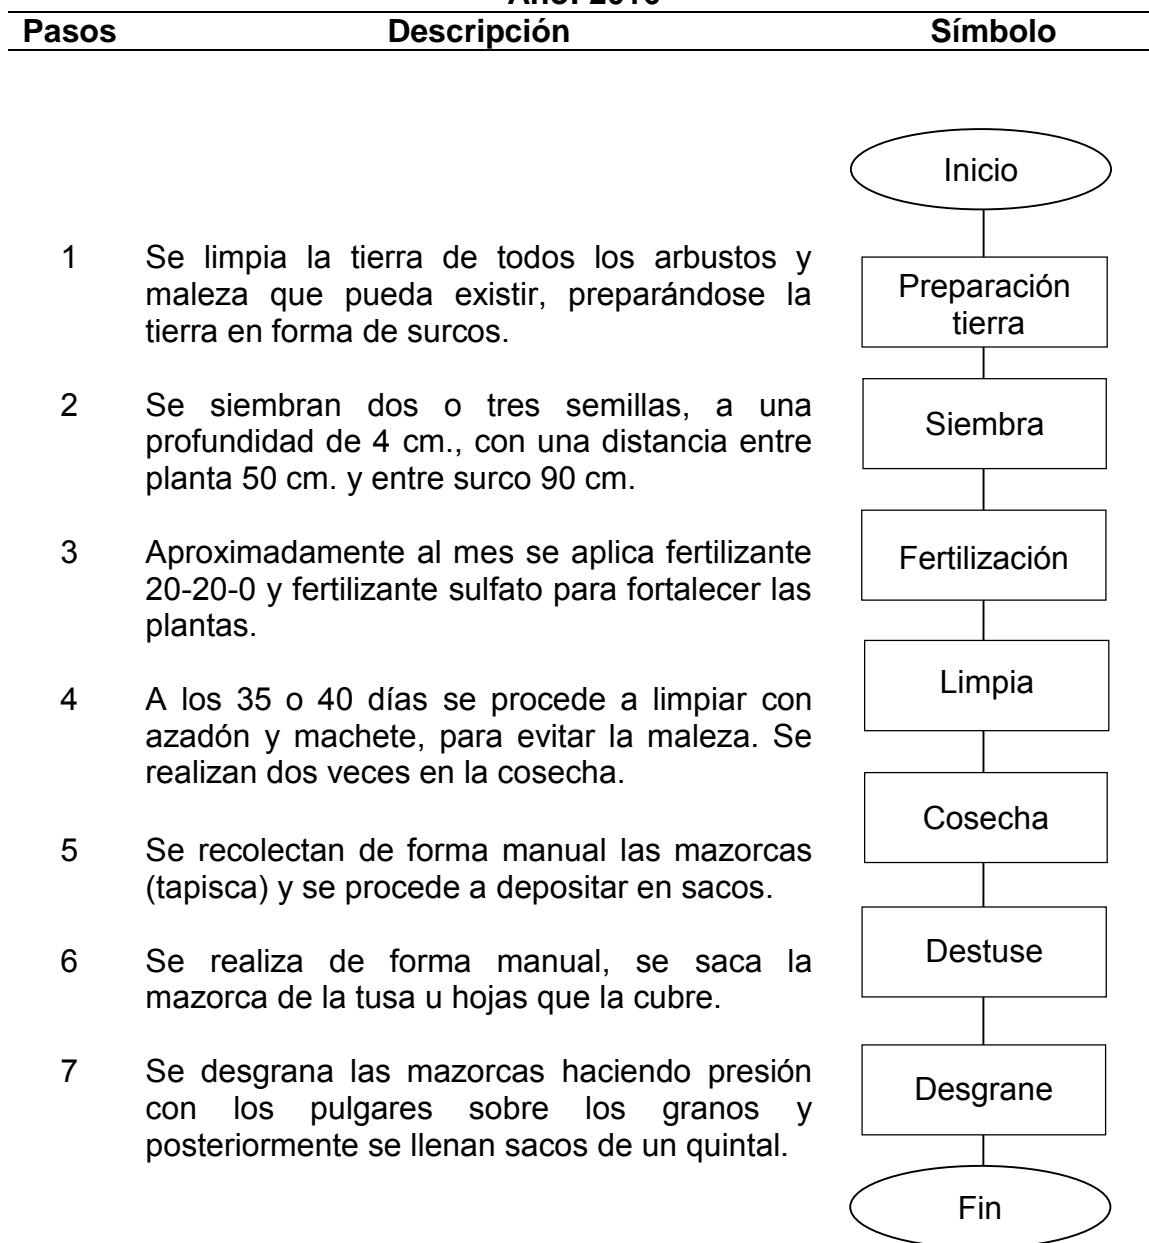 Pasos Descripción Símbolo
Inicio
1 Se limpia la tierra de todos los arbustos y
maleza que pueda existir, preparándose la
tierra en forma de surcos.
Preparación
tierra
2 Se siembran dos o tres semillas, a una
profundidad de 4 cm., con una distancia entre
planta 50 cm. y entre surco 90 cm.
Siembra
3 Aproximadamente al mes se aplica fertilizante
20-20-0 y fertilizante sulfato para fortalecer las
plantas.
Fertilización
4 A los 35 o 40 días se procede a limpiar con
azadón y machete, para evitar la maleza. Se
realizan dos veces en la cosecha.
Limpia
5 Se recolectan de forma manual las mazorcas
(tapisca) y se procede a depositar en sacos.
Cosecha
6 Se realiza de forma manual, se saca la
mazorca de la tusa u hojas que la cubre.
Destuse
7 Se desgrana las mazorcas haciendo presión
con los pulgares sobre los granos y
posteriormente se llenan sacos de un quintal.
Desgrane
Fin